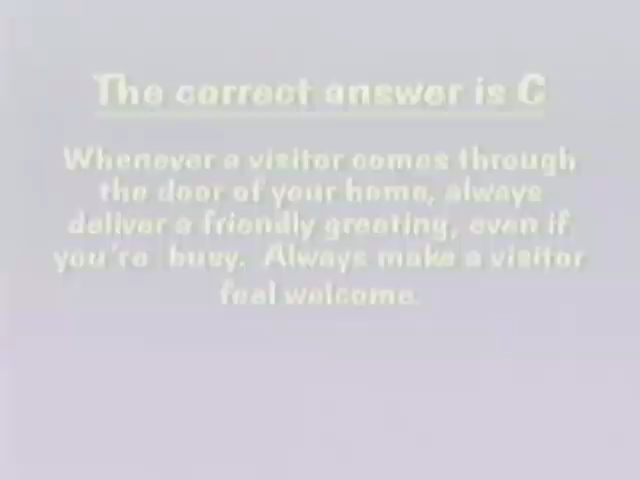 The correct answer is C
Whenever a visitor comes through
the door of your home, always
deliver a friendly greeting, even if
you're busy. Always make a visitor
feel welcome.